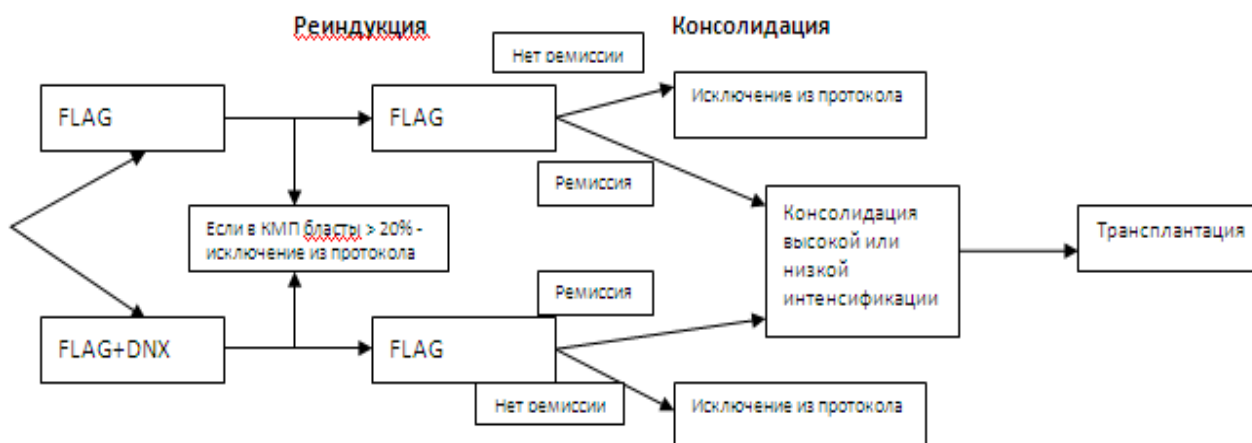 Реиндукция
Консолидация
Нет ремиссии
FLAG
FLAG
Исключение из протокола
Ремиссия
Если в КМП бласты > 20% -
исключение из протокола
Консолидация
высокой или
низкой
интенсификации
Трансплантация
Ремиссия
FLAG+DNX
FLAG
Нет ремиссии
Исключение из протокола